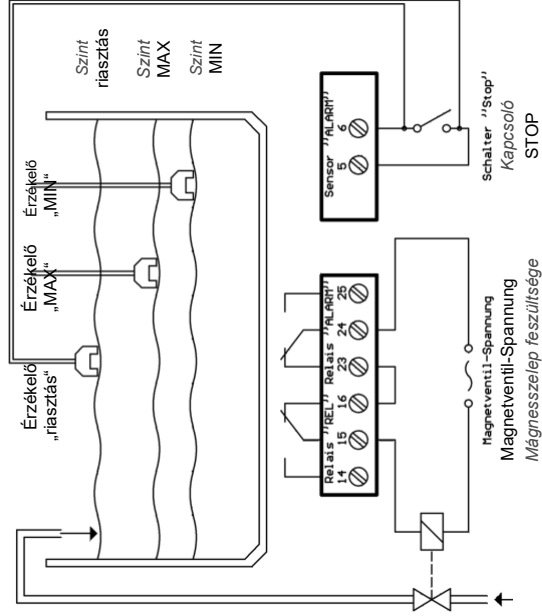 Érzékelő
„riasztás“
Érzékelő
„MAX“
Érzékelő
„MIN“
Szint
riasztás
Szint
MAX
Szint
MIN
Relais "REL"
14 15 16
Relais "ALARM"
23 24 25
Sensor "ALARM"
5 6
Magnetventil-Spannung
Magnetventil-Spannung
Mágnesszelep feszültsége
Schalter "Stop"
Kapcsoló
STOP